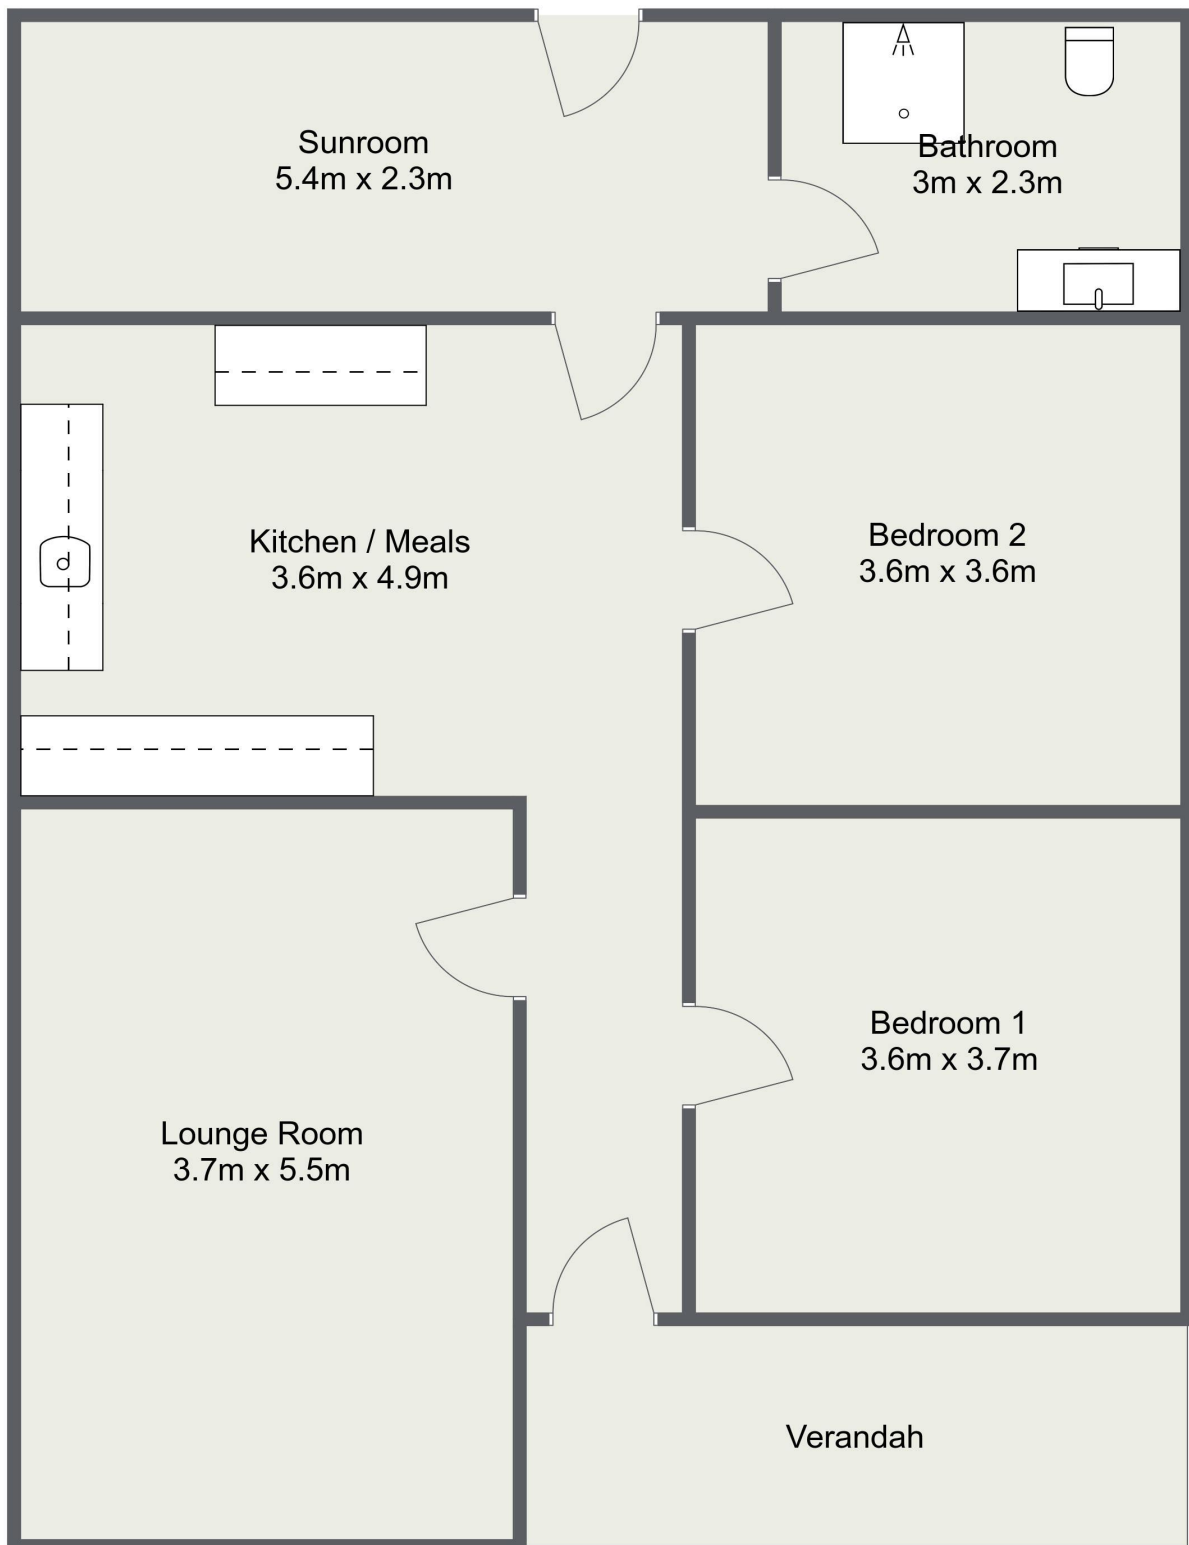 Sunroom
5.4m x 2.3m
Bathroom
3m x 2.3m
Kitchen / Meals
3.6m x 4.9m
Bedroom 2
3.6m x 3.6m
Bedroom 1
3.6m x 3.7m
Lounge Room
3.7m x 5.5m
Verandah